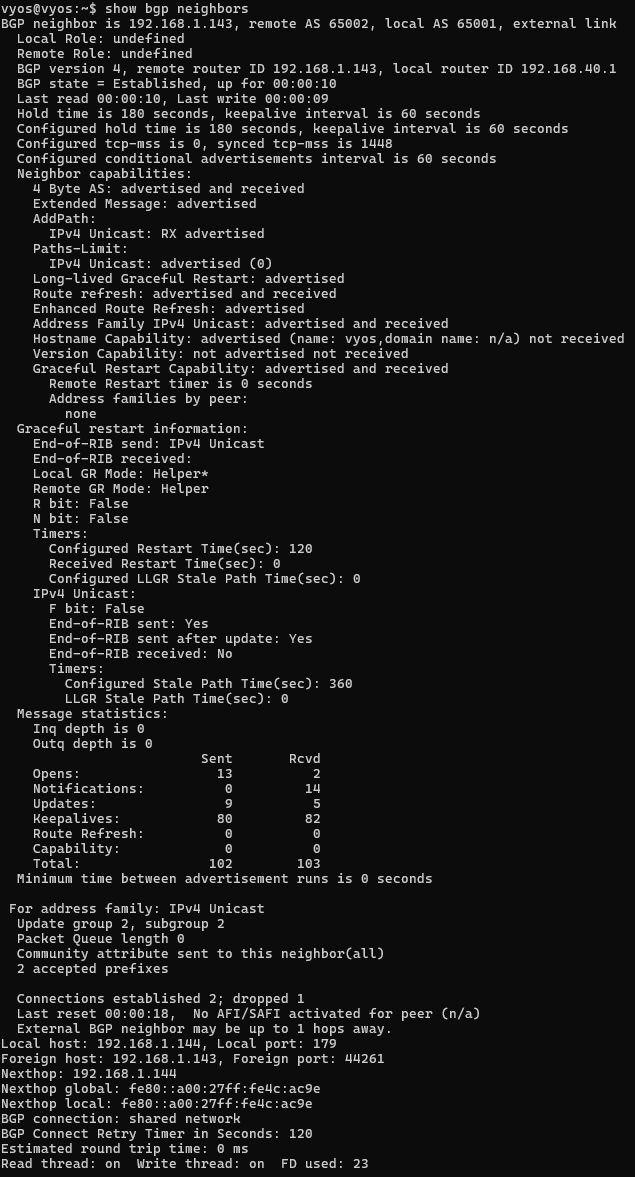 vyos@vyos:~$ show bgp neighbors
BGP neighbor is 192.168.1.143, remote AS 65002, local AS 65001, external link
  Local Role: undefined
  Remote Role: undefined
  BGP version 4, remote router ID 192.168.1.143, local router ID 192.168.40.1
  BGP state = Established, up for 00:00:10
  Last read 00:00:10, Last write 00:00:09
  Hold time is 180 seconds, keepalive interval is 60 seconds
  Configured hold time is 180 seconds, keepalive interval is 60 seconds
  Configured tcp-mss is 0, synced tcp-mss is 1448
  Configured conditional advertisements interval is 60 seconds
  Neighbor capabilities:
    4 Byte AS: advertised and received
    Extended Message: advertised
    AddPath:
      IPv4 Unicast: RX advertised
    Paths-Limit:
      IPv4 Unicast: advertised (0)
    Long-lived Graceful Restart: advertised
    Route refresh: advertised and received
    Enhanced Route Refresh: advertised
    Address Family IPv4 Unicast: advertised and received
    Hostname Capability: advertised (name: vyos,domain name: n/a) not received
    Version Capability: not advertised not received
    Graceful Restart Capability: advertised and received
      Remote Restart timer is 0 seconds
      Address families by peer:
        none
  Graceful restart information:
    End-of-RIB send: IPv4 Unicast
    End-of-RIB received:
    Local GR Mode: Helper*
    Remote GR Mode: Helper
    R bit: False
    N bit: False
    Timers:
      Configured Restart Time(sec): 120
      Received Restart Time(sec): 0
      Configured LLGR Stale Path Time(sec): 0
    IPv4 Unicast:
      F bit: False
      End-of-RIB sent: Yes
      End-of-RIB sent after update: Yes
      End-of-RIB received: No
      Timers:
        Configured Stale Path Time(sec): 360
        LLGR Stale Path Time(sec): 0
  Message statistics:
    Inq depth is 0
    Outq depth is 0
                         Sent       Rcvd
    Opens:                 13          2
    Notifications:          0         14
    Updates:                9          5
    Keepalives:            80         82
    Route Refresh:          0          0
    Capability:             0          0
    Total:                102        103
  Minimum time between advertisement runs is 0 seconds

 For address family: IPv4 Unicast
  Update group 2, subgroup 2
  Packet Queue length 0
  Community attribute sent to this neighbor(all)
  2 accepted prefixes

  Connections established 2; dropped 1
  Last reset 00:00:18,  No AFI/SAFI activated for peer (n/a)
  External BGP neighbor may be up to 1 hops away.
Local host: 192.168.1.144, Local port: 179
Foreign host: 192.168.1.143, Foreign port: 44261
Nexthop: 192.168.1.144
Nexthop global: fe80::a00:27ff:fe4c:ac9e
Nexthop local: fe80::a00:27ff:fe4c:ac9e
BGP connection: shared network
BGP Connect Retry Timer in Seconds: 120
Estimated round trip time: 0 ms
Read thread: on  Write thread: on  FD used: 23